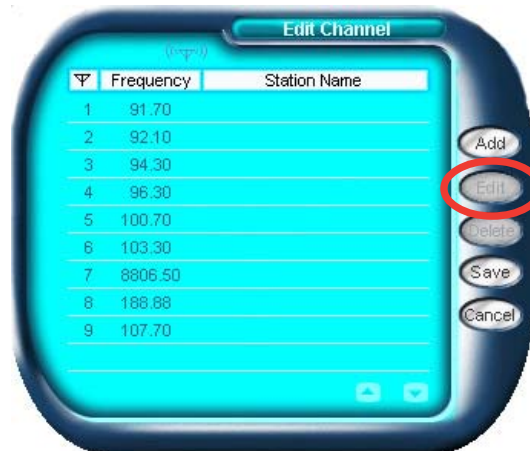 Edit Channel
Frequency Station Name
1 91.70
2 92.10
3 94.30
4 96.30
5 100.70
6 103.30
7 8806.50
8 188.88
9 107.70
Add
Edit
Delete
Save
Cancel